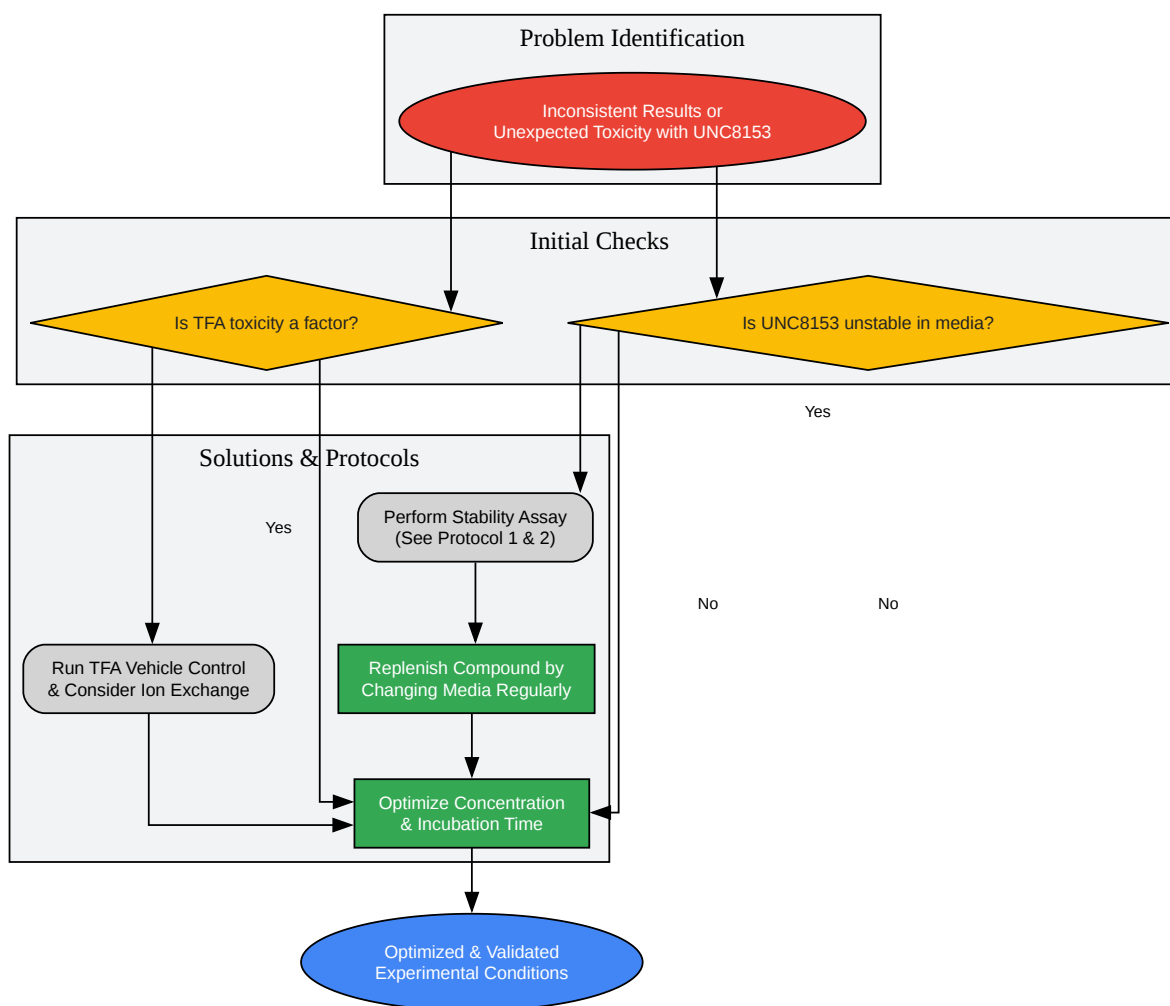 Problem Identification
Inconsistent Results or
Unexpected Toxicity with UNC8153
Initial Checks
Is TFA toxicity a factor?
Is UNC8153 unstable in media?
Yes
Solutions & Protocols
Perform Stability Assay
(See Protocol 1 & 2)
Yes
No
No
Run TFA Vehicle Control
& Consider Ion Exchange
Replenish Compound by
Changing Media Regularly
Optimize Concentration
& Incubation Time
Optimized & Validated
Experimental Conditions